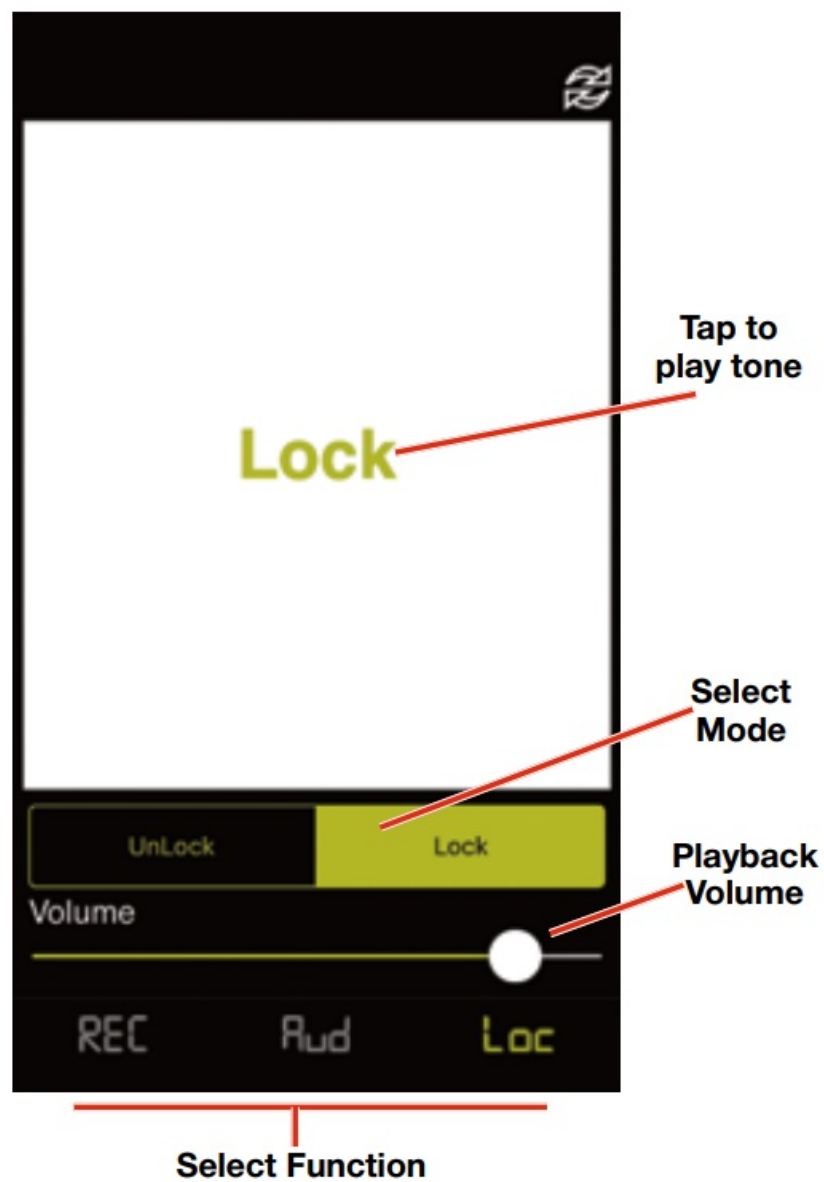 Tap to
play tone
Lock
Select
Mode
UnLock
Lock
Playback
Volume
Volume
REC
Aud
Loc
Select Function